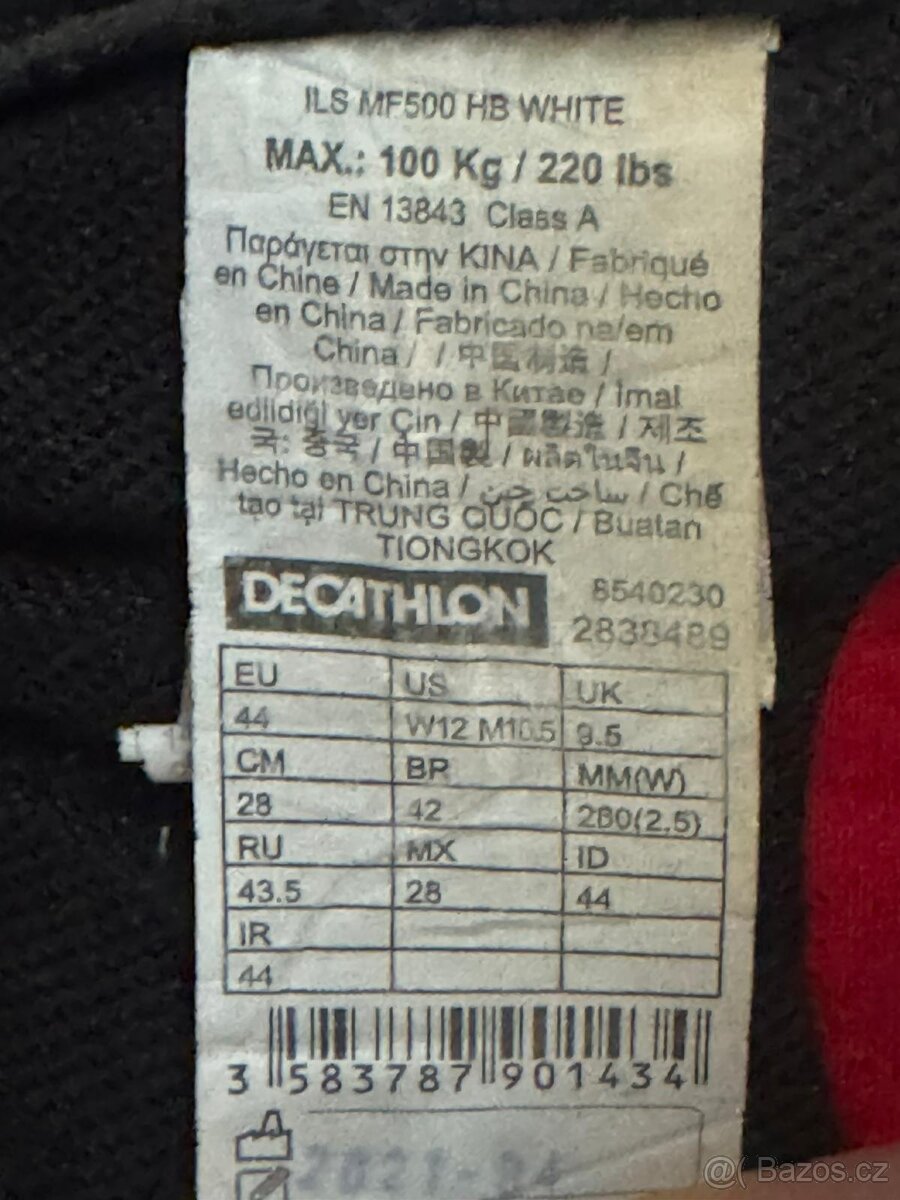 ILS MF500 HB WHITE
MAX.: 100 Kg / 220 lbs
EN 13843 Class A
Παράγεται στην ΚΙΝΑ / Fabriqué
en Chine / Made in China / Hecho
en China / Fabricado na/em
China / / 中国制造 /
Произведено в Китае / Imal
edildiği yer Çin / 中國製造 / 제조
국: 중국 / 中国製 / ผลิตในจีน /
Hecho en China / ساخت چین / Chế
tạo tại TRUNG QUỐC / Buatan
TIONGKOK
DECATHLON 8540230
2838489
EU US UK
44 W12 M10.5 9.5
CM BR MM(W)
28 42 280(2,5)
RU MX ID
43.5 28 44
IR
44
3 583787 901434
@( Bazos.cz